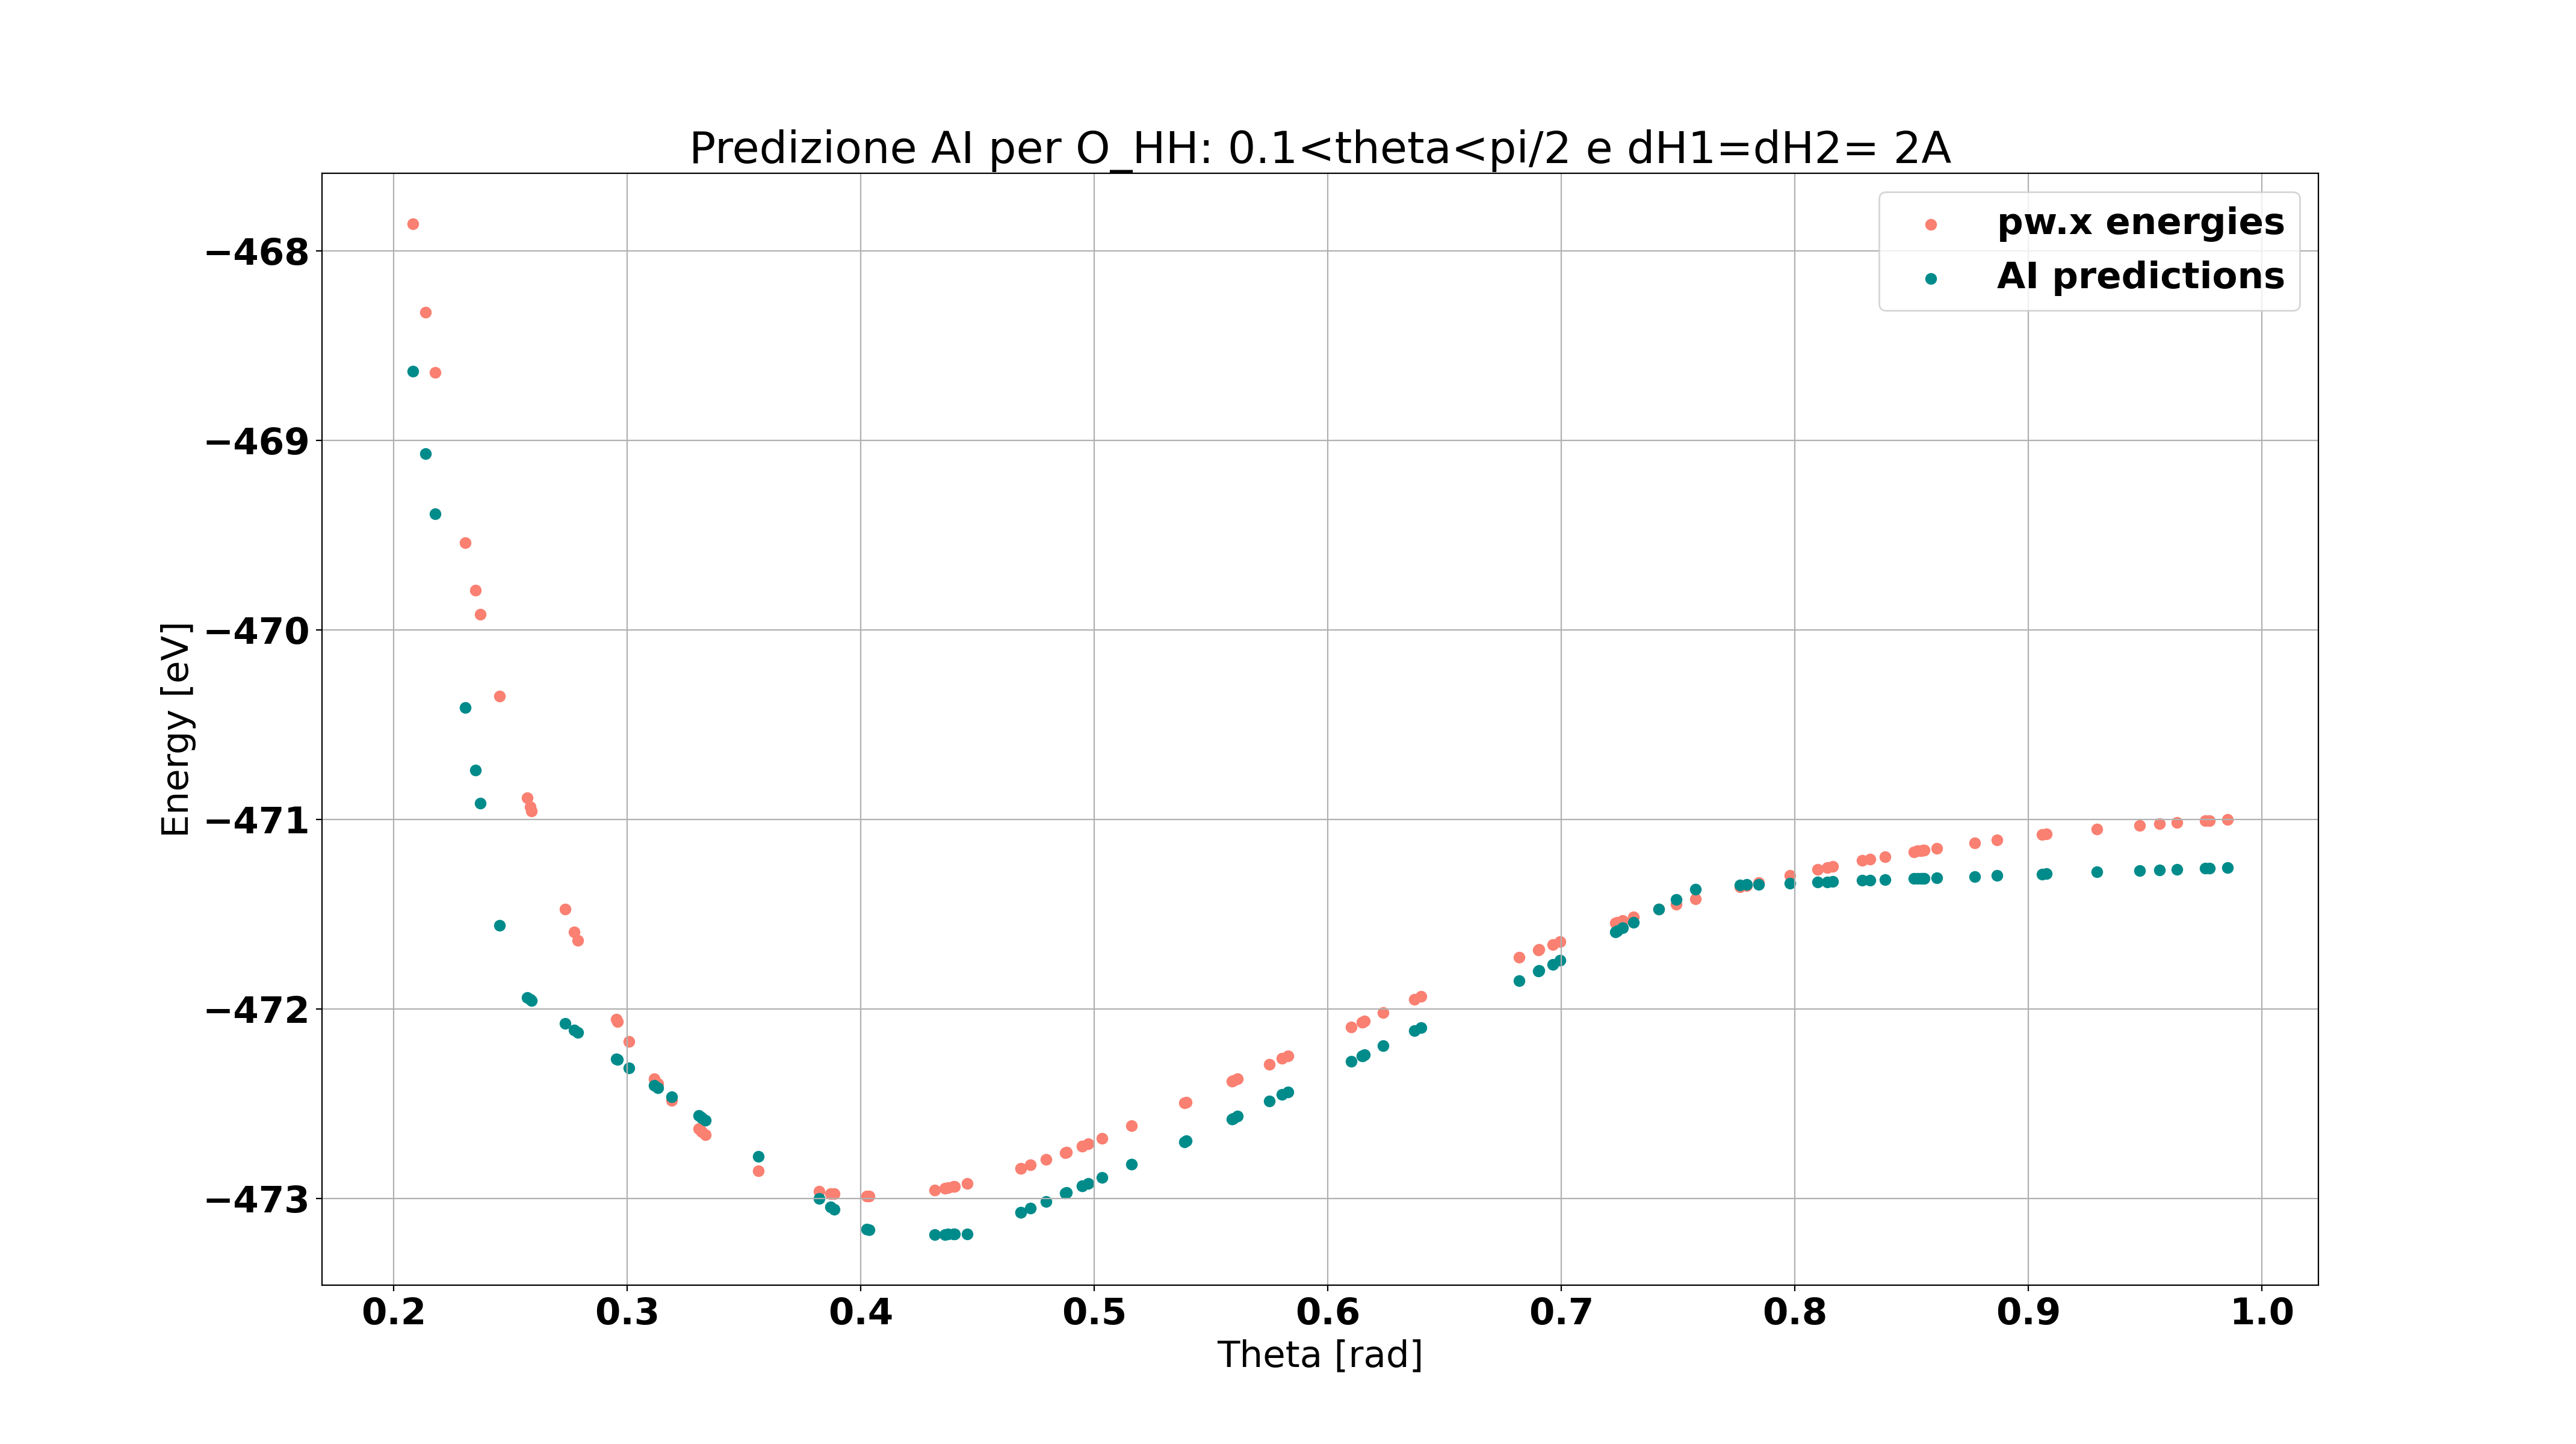 Predizione AI per O_HH: 0.1<theta<pi/2 e dH1=dH2= 2A
pw.x energies
AI predictions
−468
−469
−470
−471
−472
−473
Energy [eV]
0.2 0.3 0.4 0.5 0.6 0.7 0.8 0.9 1.0
Theta [rad]